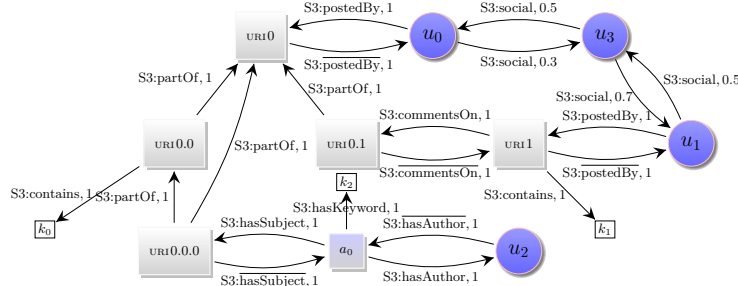 S3:postedBy, 1
S3:social, 0.5
URI0
u0
u3
S3:postedBy, 1
S3:social, 0.3
S3:partOf, 1
S3:partOf, 1
S3:social, 0.5
S3:social, 0.7
S3:commentsOn, 1
S3:postedBy, 1
URI0.0
S3:partOf, 1
URI0.1
URI1
u1
S3:commentsOn, 1
S3:postedBy, 1
k2
S3:contains, 1
S3:partOf, 1
S3:contains, 1
S3:hasKeyword, 1
k0
S3:hasSubject, 1
S3:hasAuthor, 1
k1
URI0.0.0
a0
u2
S3:hasSubject, 1
S3:hasAuthor, 1